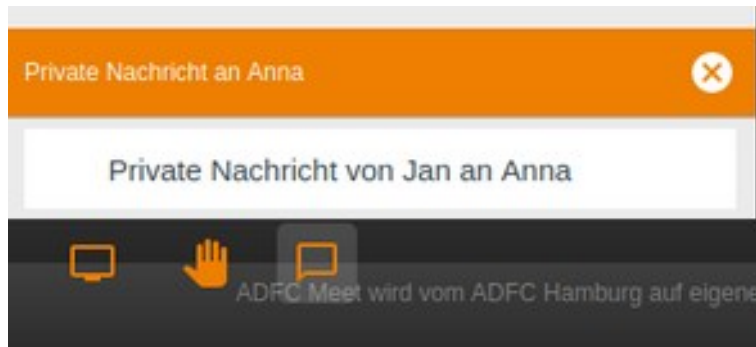 Private Nachricht an Anna
Private Nachricht von Jan an Anna
ADFC Meet wird vom ADFC Hamburg auf eigene